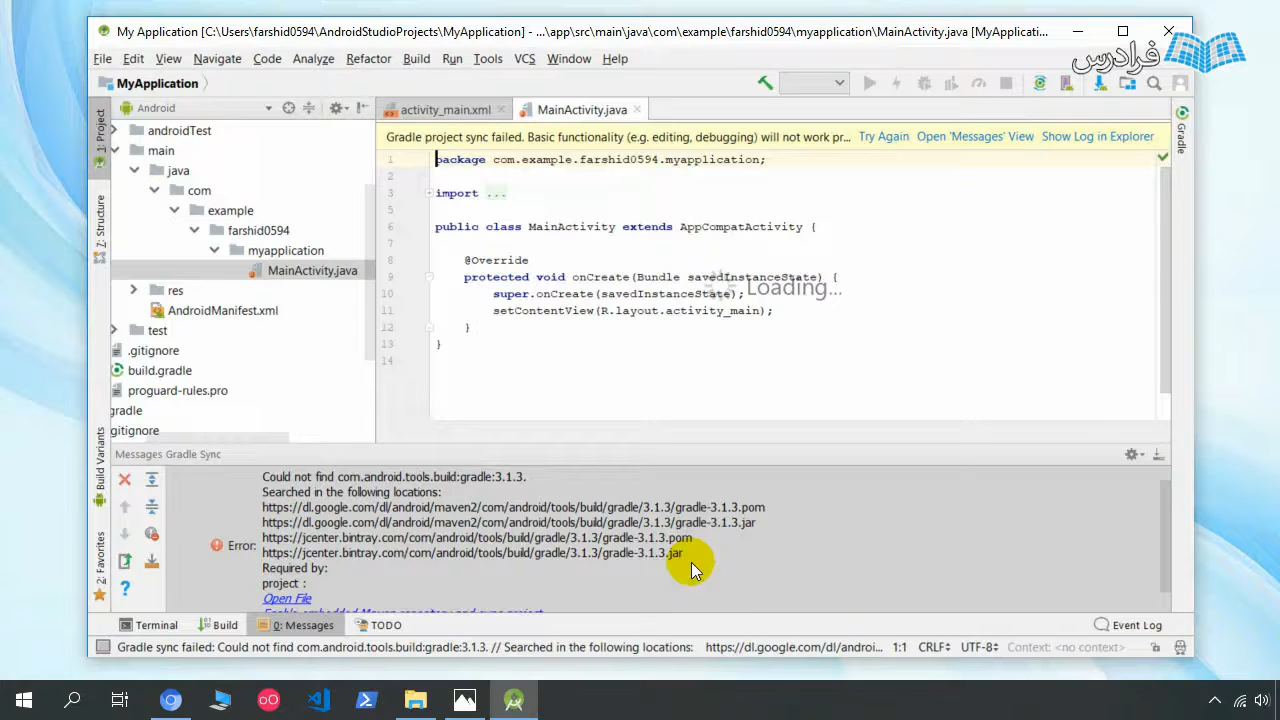 My Application [C:\Users\farshid0594\AndroidStudioProjects\MyApplication] - ...\app\src\main\java\com\example\farshid0594\myapplication\MainActivity.java [MyApplicati...
فرادرس
File Edit View Navigate Code Analyze Refactor Build Run Tools VCS Window Help
MyApplication
Android
activity_main.xml
MainActivity.java
1: Project
7: Structure
Build Variants
2: Favorites
Gradle
androidTest
main
java
com
example
farshid0594
myapplication
MainActivity.java
res
AndroidManifest.xml
test
.gitignore
build.gradle
proguard-rules.pro
gradle
gitignore
Gradle project sync failed. Basic functionality (e.g. editing, debugging) will not work pr... Try Again Open 'Messages' View Show Log in Explorer
1 package com.example.farshid0594.myapplication;
2
3 import ...
5
6 public class MainActivity extends AppCompatActivity {
7
8 @Override
9 protected void onCreate(Bundle savedInstanceState) {
10 super.onCreate(savedInstanceState);
11 setContentView(R.layout.activity_main);
12 }
13 }
14
Loading...
Messages Gradle Sync
Could not find com.android.tools.build:gradle:3.1.3.
Searched in the following locations:
https://dl.google.com/dl/android/maven2/com/android/tools/build/gradle/3.1.3/gradle-3.1.3.pom
https://dl.google.com/dl/android/maven2/com/android/tools/build/gradle/3.1.3/gradle-3.1.3.jar
https://jcenter.bintray.com/com/android/tools/build/gradle/3.1.3/gradle-3.1.3.pom
Error: https://jcenter.bintray.com/com/android/tools/build/gradle/3.1.3/gradle-3.1.3.jar
Required by:
project :
Open File
Enable embedded Maven repository and sync project
Terminal Build 0: Messages TODO Event Log
Gradle sync failed: Could not find com.android.tools.build:gradle:3.1.3. // Searched in the following locations: https://dl.google.com/dl/androi... 1:1 CRLF UTF-8 Context: <no context>